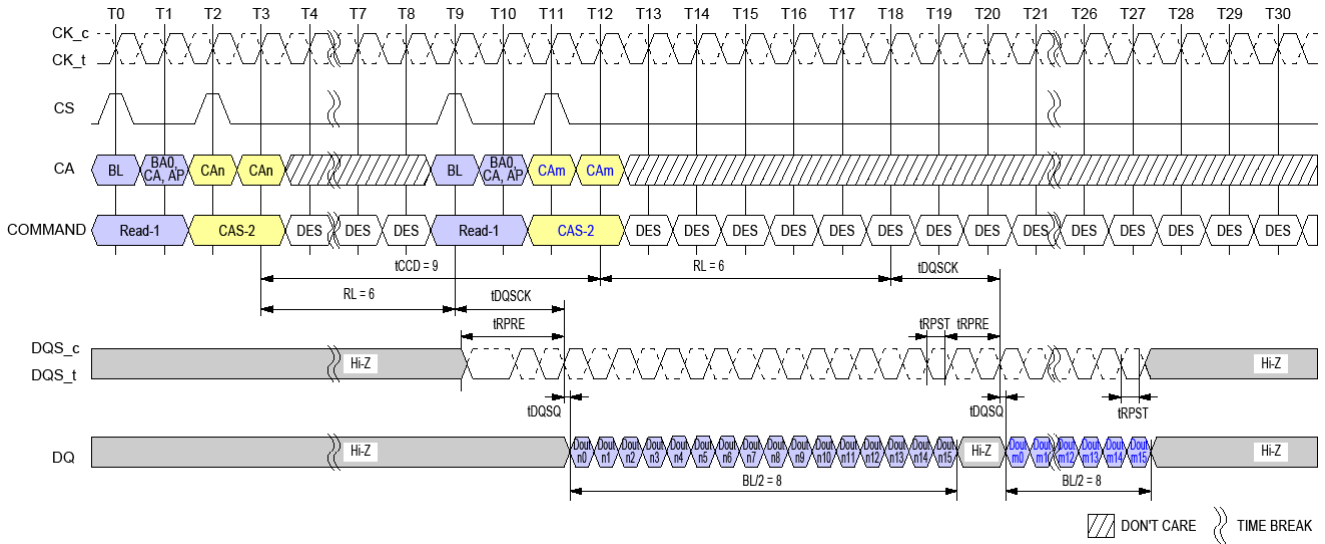 T0 T1 T2 T3 T4 T7 T8 T9 T10 T11 T12 T13 T14 T15 T16 T17 T18 T19 T20 T21 T26 T27 T28 T29 T30
CK_c
CK_t
CS
CA BL BA0, CA, AP CAn CAn BL BA0, CA, AP CAm CAm
COMMAND Read-1 CAS-2 DES DES DES Read-1 CAS-2 DES DES DES DES DES DES DES DES DES DES DES DES DES DES
tCCD = 9 RL = 6 tDQSCK
RL = 6 tDQSCK
tRPRE tRPST tRPRE
DQS_c
DQS_t
Hi-Z Hi-Z
tDQSQ tDQSQ tRPST
DQ Hi-Z Dout n0 Dout n1 Dout n2 Dout n3 Dout n4 Dout n5 Dout n6 Dout n7 Dout n8 Dout n9 Dout n10 Dout n11 Dout n12 Dout n13 Dout n14 Dout n15 Hi-Z Dout m0 Dout m12 Dout m13 Dout m14 Dout m15 Hi-Z
BL/2 = 8 BL/2 = 8
DON'T CARE TIME BREAK